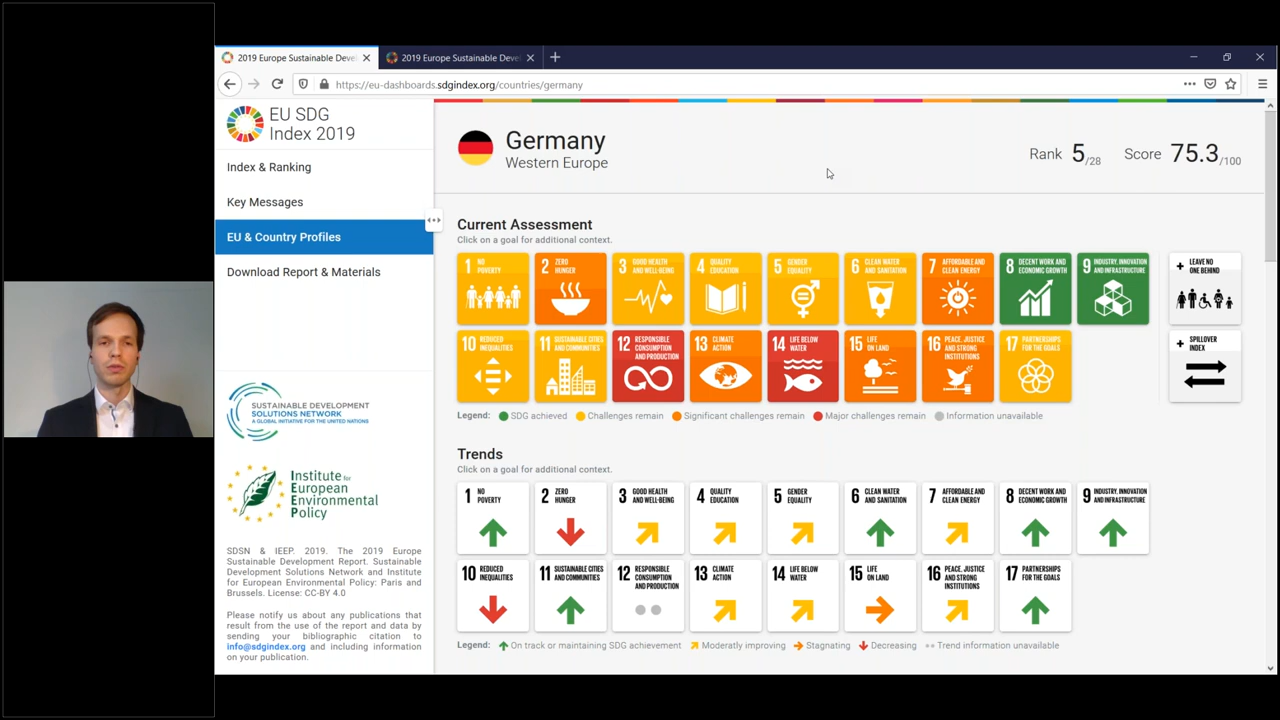 2019 Europe Sustainable Deve
2019 Europe Sustainable Deve
https://eu-dashboards.sdgindex.org/countries/germany
EU SDG
Index 2019
Index & Ranking
Key Messages
EU & Country Profiles
Download Report & Materials
SUSTAINABLE DEVELOPMENT
SOLUTIONS NETWORK
A GLOBAL INITIATIVE FOR THE UNITED NATIONS
Institute for
European
Environmental
Policy
SDSN & IEEP. 2019. The 2019 Europe
Sustainable Development Report. Sustainable
Development Solutions Network and Institute
for European Environmental Policy: Paris and
Brussels. License: CC-BY 4.0
Please notify us about any publications that
result from the use of the report and data by
sending your bibliographic citation to
info@sdgindex.org and including information
on your publication.
Germany
Western Europe
Rank 5/28 Score 75.3/100
Current Assessment
Click on a goal for additional context.
1 NO POVERTY
2 ZERO HUNGER
3 GOOD HEALTH AND WELL-BEING
4 QUALITY EDUCATION
5 GENDER EQUALITY
6 CLEAN WATER AND SANITATION
7 AFFORDABLE AND CLEAN ENERGY
8 DECENT WORK AND ECONOMIC GROWTH
9 INDUSTRY, INNOVATION AND INFRASTRUCTURE
+ LEAVE NO ONE BEHIND
10 REDUCED INEQUALITIES
11 SUSTAINABLE CITIES AND COMMUNITIES
12 RESPONSIBLE CONSUMPTION AND PRODUCTION
13 CLIMATE ACTION
14 LIFE BELOW WATER
15 LIFE ON LAND
16 PEACE, JUSTICE AND STRONG INSTITUTIONS
17 PARTNERSHIPS FOR THE GOALS
+ SPILLOVER INDEX
Legend: SDG achieved Challenges remain Significant challenges remain Major challenges remain Information unavailable
Trends
Click on a goal for additional context.
1 NO POVERTY
2 ZERO HUNGER
3 GOOD HEALTH AND WELL-BEING
4 QUALITY EDUCATION
5 GENDER EQUALITY
6 CLEAN WATER AND SANITATION
7 AFFORDABLE AND CLEAN ENERGY
8 DECENT WORK AND ECONOMIC GROWTH
9 INDUSTRY, INNOVATION AND INFRASTRUCTURE
10 REDUCED INEQUALITIES
11 SUSTAINABLE CITIES AND COMMUNITIES
12 RESPONSIBLE CONSUMPTION AND PRODUCTION
13 CLIMATE ACTION
14 LIFE BELOW WATER
15 LIFE ON LAND
16 PEACE, JUSTICE AND STRONG INSTITUTIONS
17 PARTNERSHIPS FOR THE GOALS
Legend: On track or maintaining SDG achievement Moderately improving Stagnating Decreasing Trend information unavailable